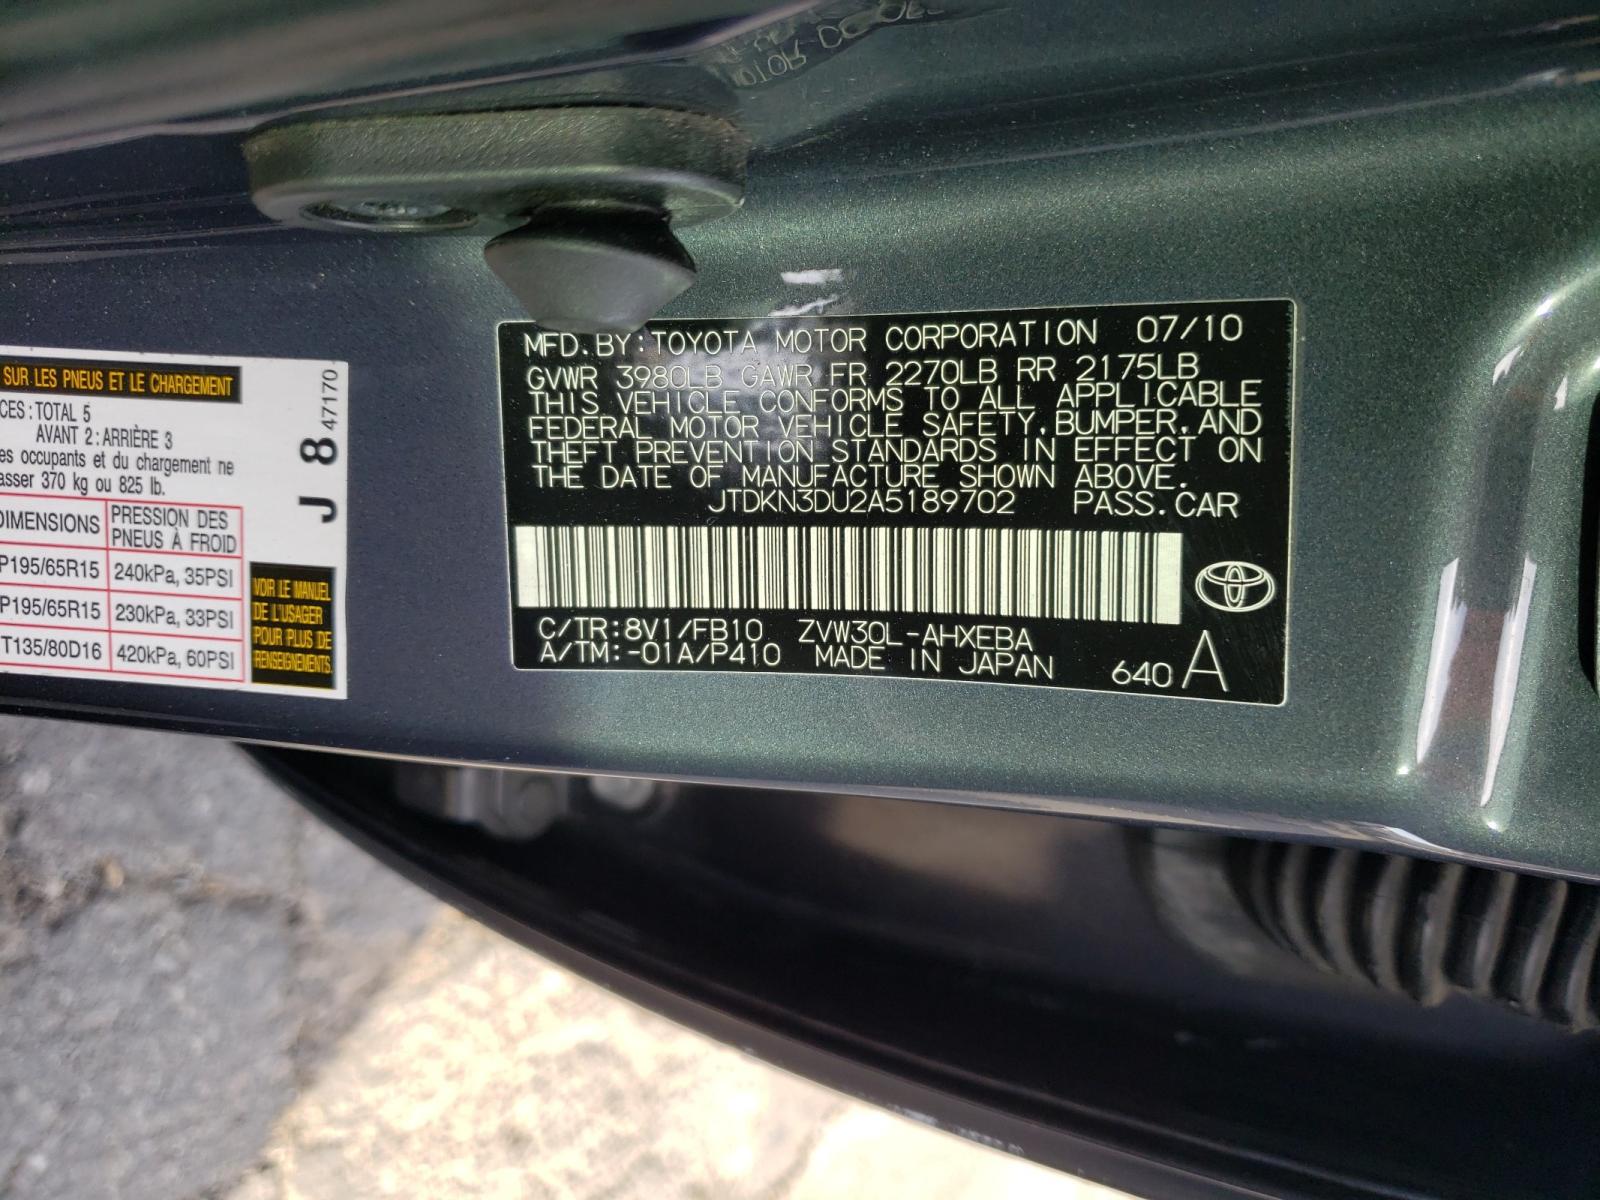 MOTOR
SUR LES PNEUS ET LE CHARGEMENT
CES : TOTAL 5
AVANT 2 : ARRIÈRE 3
es occupants et du chargement ne
asser 370 kg ou 825 lb.
DIMENSIONS PRESSION DES PNEUS À FROID
P195/65R15 240kPa, 35PSI
P195/65R15 230kPa, 33PSI
T135/80D16 420kPa, 60PSI
J 8 47170
VOIR LE MANUEL
DE L'USAGER
POUR PLUS DE
RENSEIGNEMENTS
MFD. BY: TOYOTA MOTOR CORPORATION 07/10
GVWR 3980LB GAWR FR 2270LB RR 2175LB
THIS VEHICLE CONFORMS TO ALL APPLICABLE
FEDERAL MOTOR VEHICLE SAFETY, BUMPER, AND
THEFT PREVENTION STANDARDS IN EFFECT ON
THE DATE OF MANUFACTURE SHOWN ABOVE.
JTDKN3DU2A5189702 PASS. CAR
C/TR: 8V1/FB10 ZVW30L-AHXEBA
A/TM: -01A/P410 MADE IN JAPAN 640 A